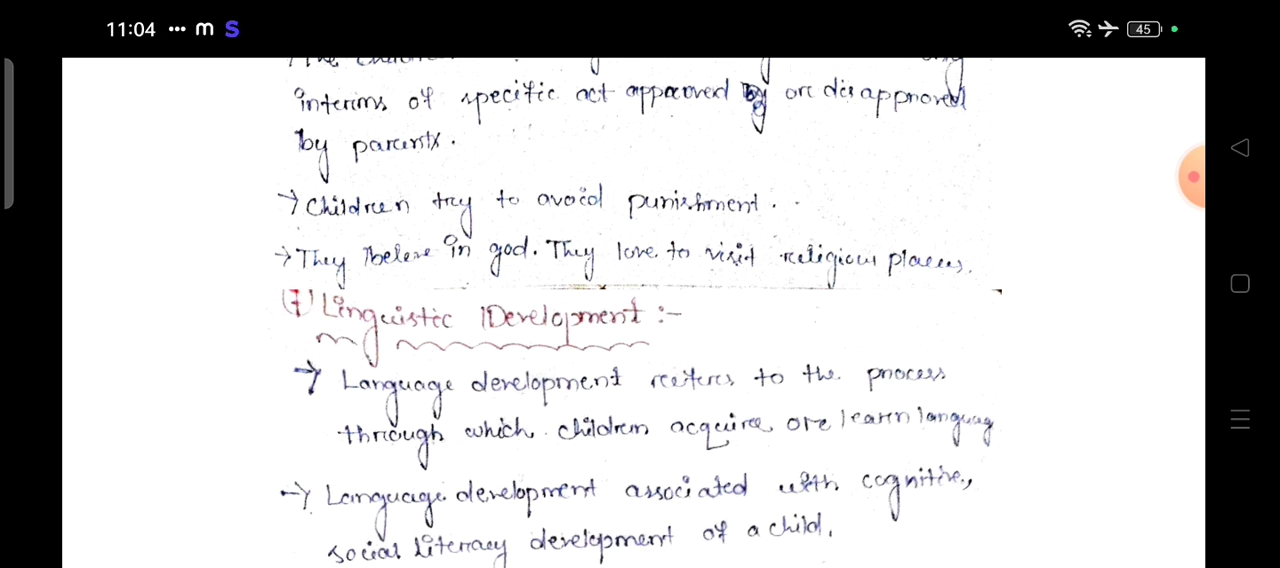 11:04 ••• m S 45
interms of specific act approved by or disapproved
by parents.
→ Children try to avoid punishment.
→ They beleve in god. They love to visit religious places.
(7) Linguistic Development :-
→ Language development refers to the process
through which children acquire or learn languag
→ Language development associated with cognitive,
social literacy development of a child.